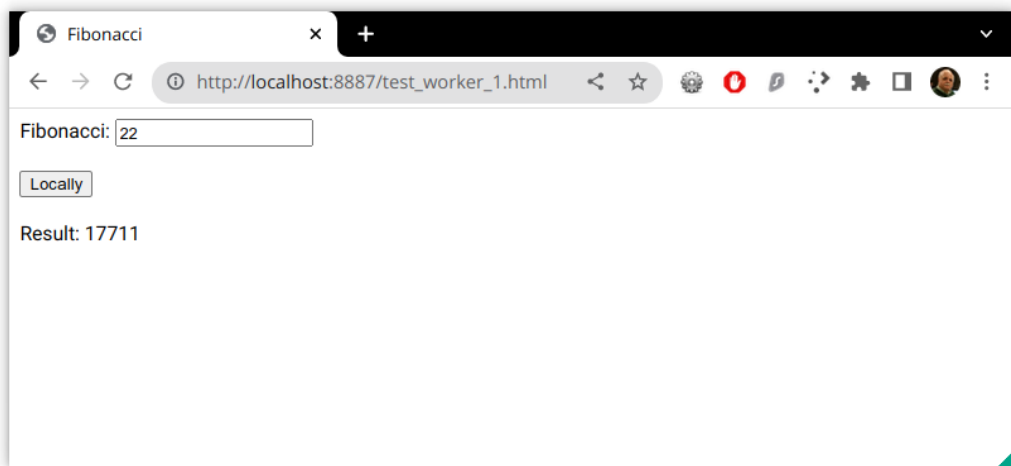 Fibonacci
http://localhost:8887/test_worker_1.html
Fibonacci: 22
Locally
Result: 17711